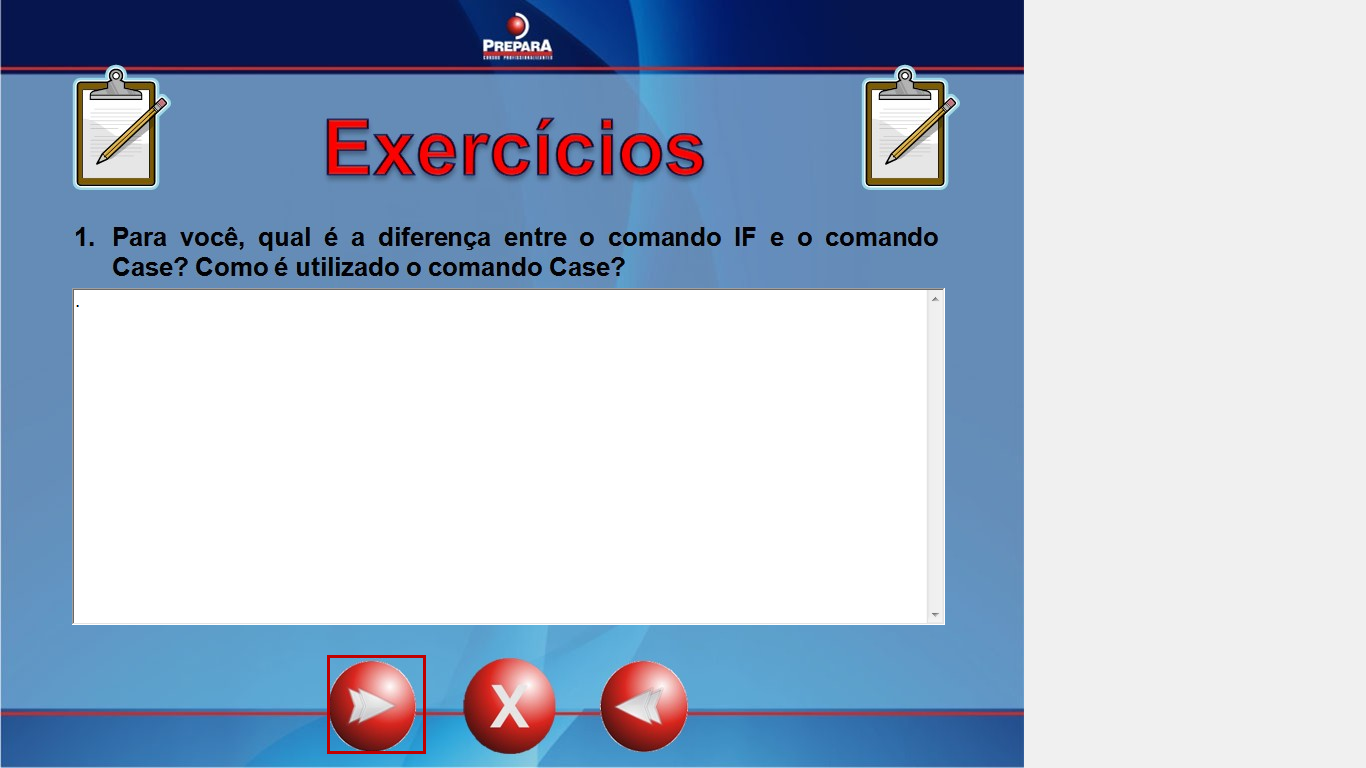 PREPARA
CURSOS PROFISSIONALIZANTES
Exercícios
1. Para você, qual é a diferença entre o comando IF e o comando
Case? Como é utilizado o comando Case?
.
X